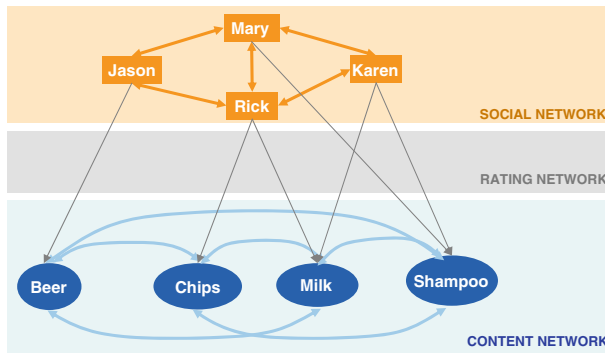 Mary
Jason
Karen
Rick
SOCIAL NETWORK
RATING NETWORK
Beer
Chips
Milk
Shampoo
CONTENT NETWORK